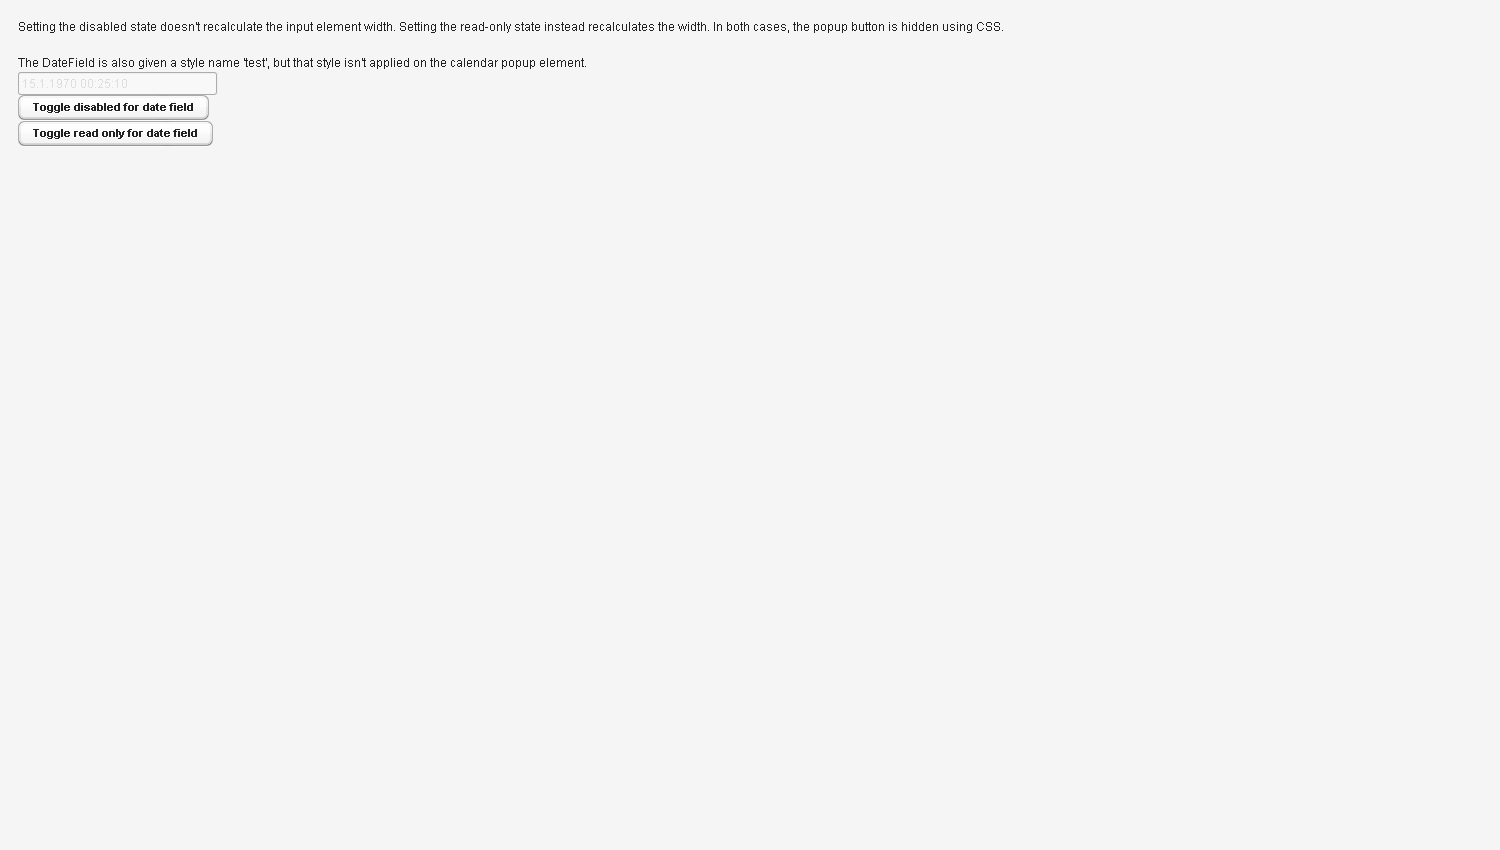 Setting the disabled state doesn't recalculate the input element width. Setting the read-only state instead recalculates the width. In both cases, the popup button is hidden using CSS.
The DateField is also given a style name 'test', but that style isn't applied on the calendar popup element.
15.1.1970 00:25:10
Toggle disabled for date field
Toggle read only for date field